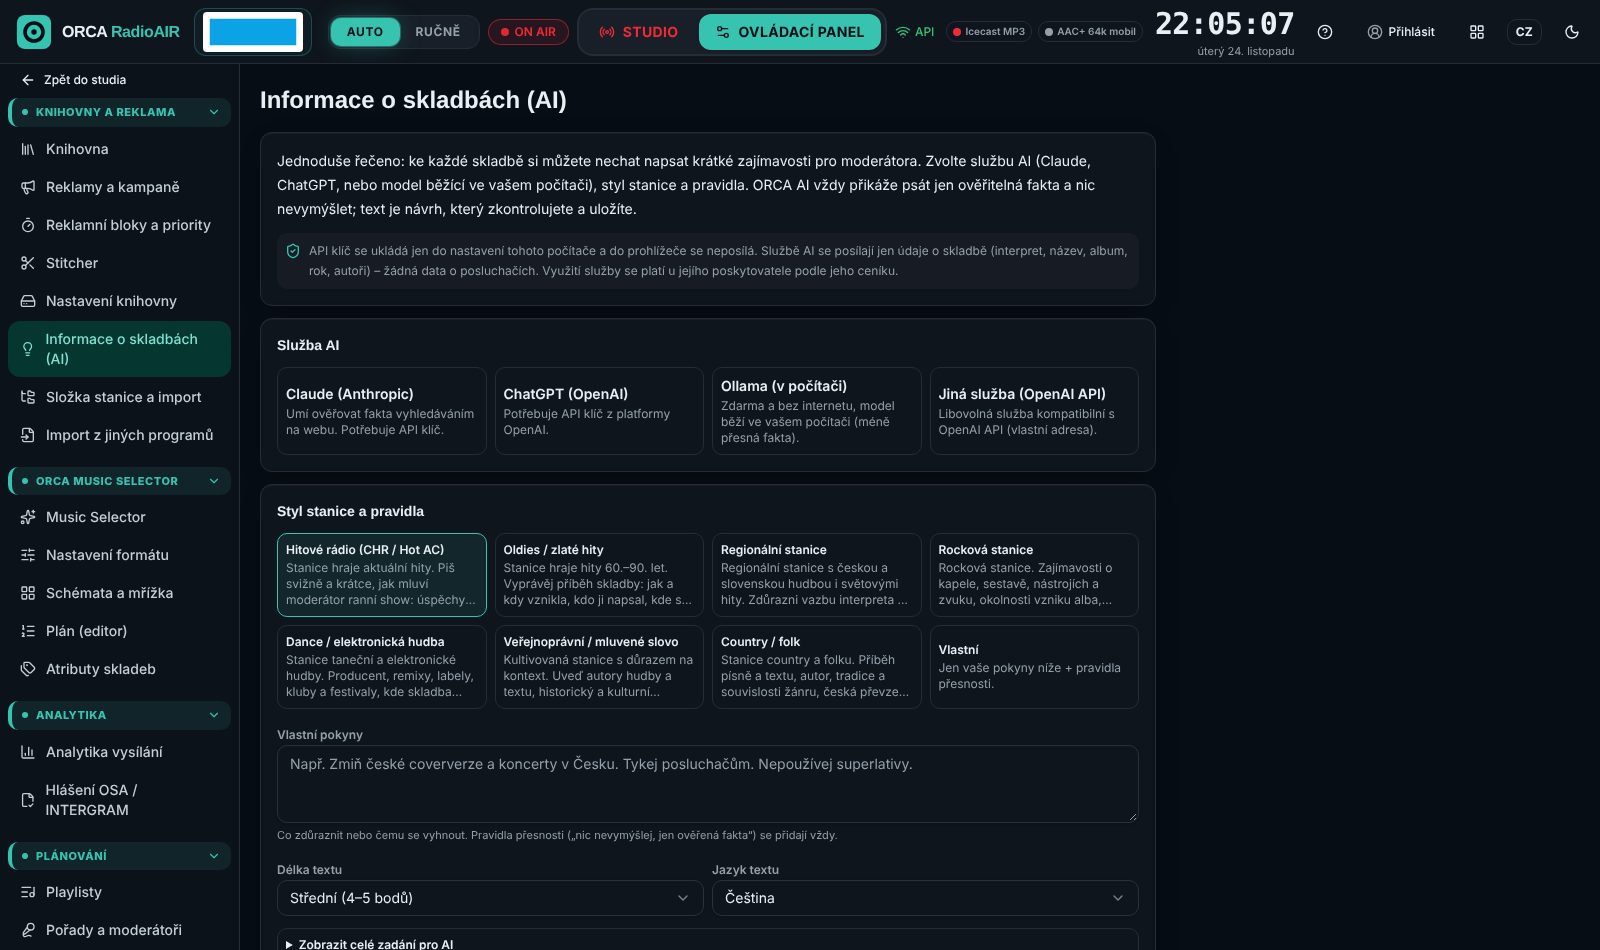 ORCA RadioAIR
AUTO
RUČNĚ
ON AIR
STUDIO
OVLÁDACÍ PANEL
API
Icecast MP3
AAC+ 64k mobil
22:05:07
úterý 24. listopadu
Přihlásit
CZ
Zpět do studia
KNIHOVNY A REKLAMA
Knihovna
Reklamy a kampaně
Reklamní bloky a priority
Stitcher
Nastavení knihovny
Informace o skladbách
(AI)
Složka stanice a import
Import z jiných programů
ORCA MUSIC SELECTOR
Music Selector
Nastavení formátu
Schémata a mřížka
Plán (editor)
Atributy skladeb
ANALYTIKA
Analytika vysílání
Hlášení OSA /
INTERGRAM
PLÁNOVÁNÍ
Playlisty
Pořady a moderátoři
Informace o skladbách (AI)
Jednoduše řečeno: ke každé skladbě si můžete nechat napsat krátké zajímavosti pro moderátora. Zvolte službu AI (Claude,
ChatGPT, nebo model běžící ve vašem počítači), styl stanice a pravidla. ORCA AI vždy přikáže psát jen ověřitelná fakta a nic
nevymýšlet; text je návrh, který zkontrolujete a uložíte.
API klíč se ukládá jen do nastavení tohoto počítače a do prohlížeče se neposílá. Službě AI se posílají jen údaje o skladbě (interpret, název, album,
rok, autoři) – žádná data o posluchačích. Využití služby se platí u jejího poskytovatele podle jeho ceníku.
Služba AI
Claude (Anthropic)
Umí ověřovat fakta vyhledáváním
na webu. Potřebuje API klíč.
ChatGPT (OpenAI)
Potřebuje API klíč z platformy
OpenAI.
Ollama (v počítači)
Zdarma a bez internetu, model
běží ve vašem počítači (méně
přesná fakta).
Jiná služba (OpenAI API)
Libovolná služba kompatibilní s
OpenAI API (vlastní adresa).
Styl stanice a pravidla
Hitové rádio (CHR / Hot AC)
Stanice hraje aktuální hity. Piš
svižně a krátce, jak mluví
moderátor ranní show: úspěchy...
Oldies / zlaté hity
Stanice hraje hity 60.–90. let.
Vyprávěj příběh skladby: jak a
kdy vznikla, kdo ji napsal, kde s...
Regionální stanice
Regionální stanice s českou a
slovenskou hudbou i světovými
hity. Zdůrazni vazbu interpreta ...
Rocková stanice
Rocková stanice. Zajímavosti o
kapele, sestavě, nástrojích a
zvuku, okolnosti vzniku alba,...
Dance / elektronická hudba
Stanice taneční a elektronické
hudby. Producent, remixy, labely,
kluby a festivaly, kde skladba...
Veřejnoprávní / mluvené slovo
Kultivovaná stanice s důrazem na
kontext. Uveď autory hudby a
textu, historický a kulturní...
Country / folk
Stanice country a folku. Příběh
písně a textu, autor, tradice a
souvislosti žánru, česká převze...
Vlastní
Jen vaše pokyny níže + pravidla
přesnosti.
Vlastní pokyny
Např. Zmiň české coververze a koncerty v Česku. Tykej posluchačům. Nepoužívej superlativy.
Co zdůraznit nebo čemu se vyhnout. Pravidla přesnosti („nic nevymýšlej, jen ověřená fakta“) se přidají vždy.
Délka textu
Jazyk textu
Střední (4–5 bodů)
Čeština
Zobrazit celé zadání pro AI